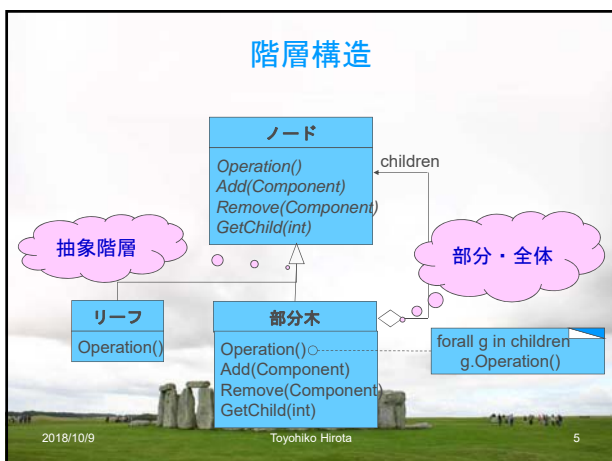 階層構造
ノード
Operation()
Add(Component)
Remove(Component)
GetChild(int)
children
抽象階層
部分・全体
リーフ
Operation()
部分木
Operation()
Add(Component)
Remove(Component)
GetChild(int)
forall g in children
g.Operation()
2018/10/9
Toyohiko Hirota
5